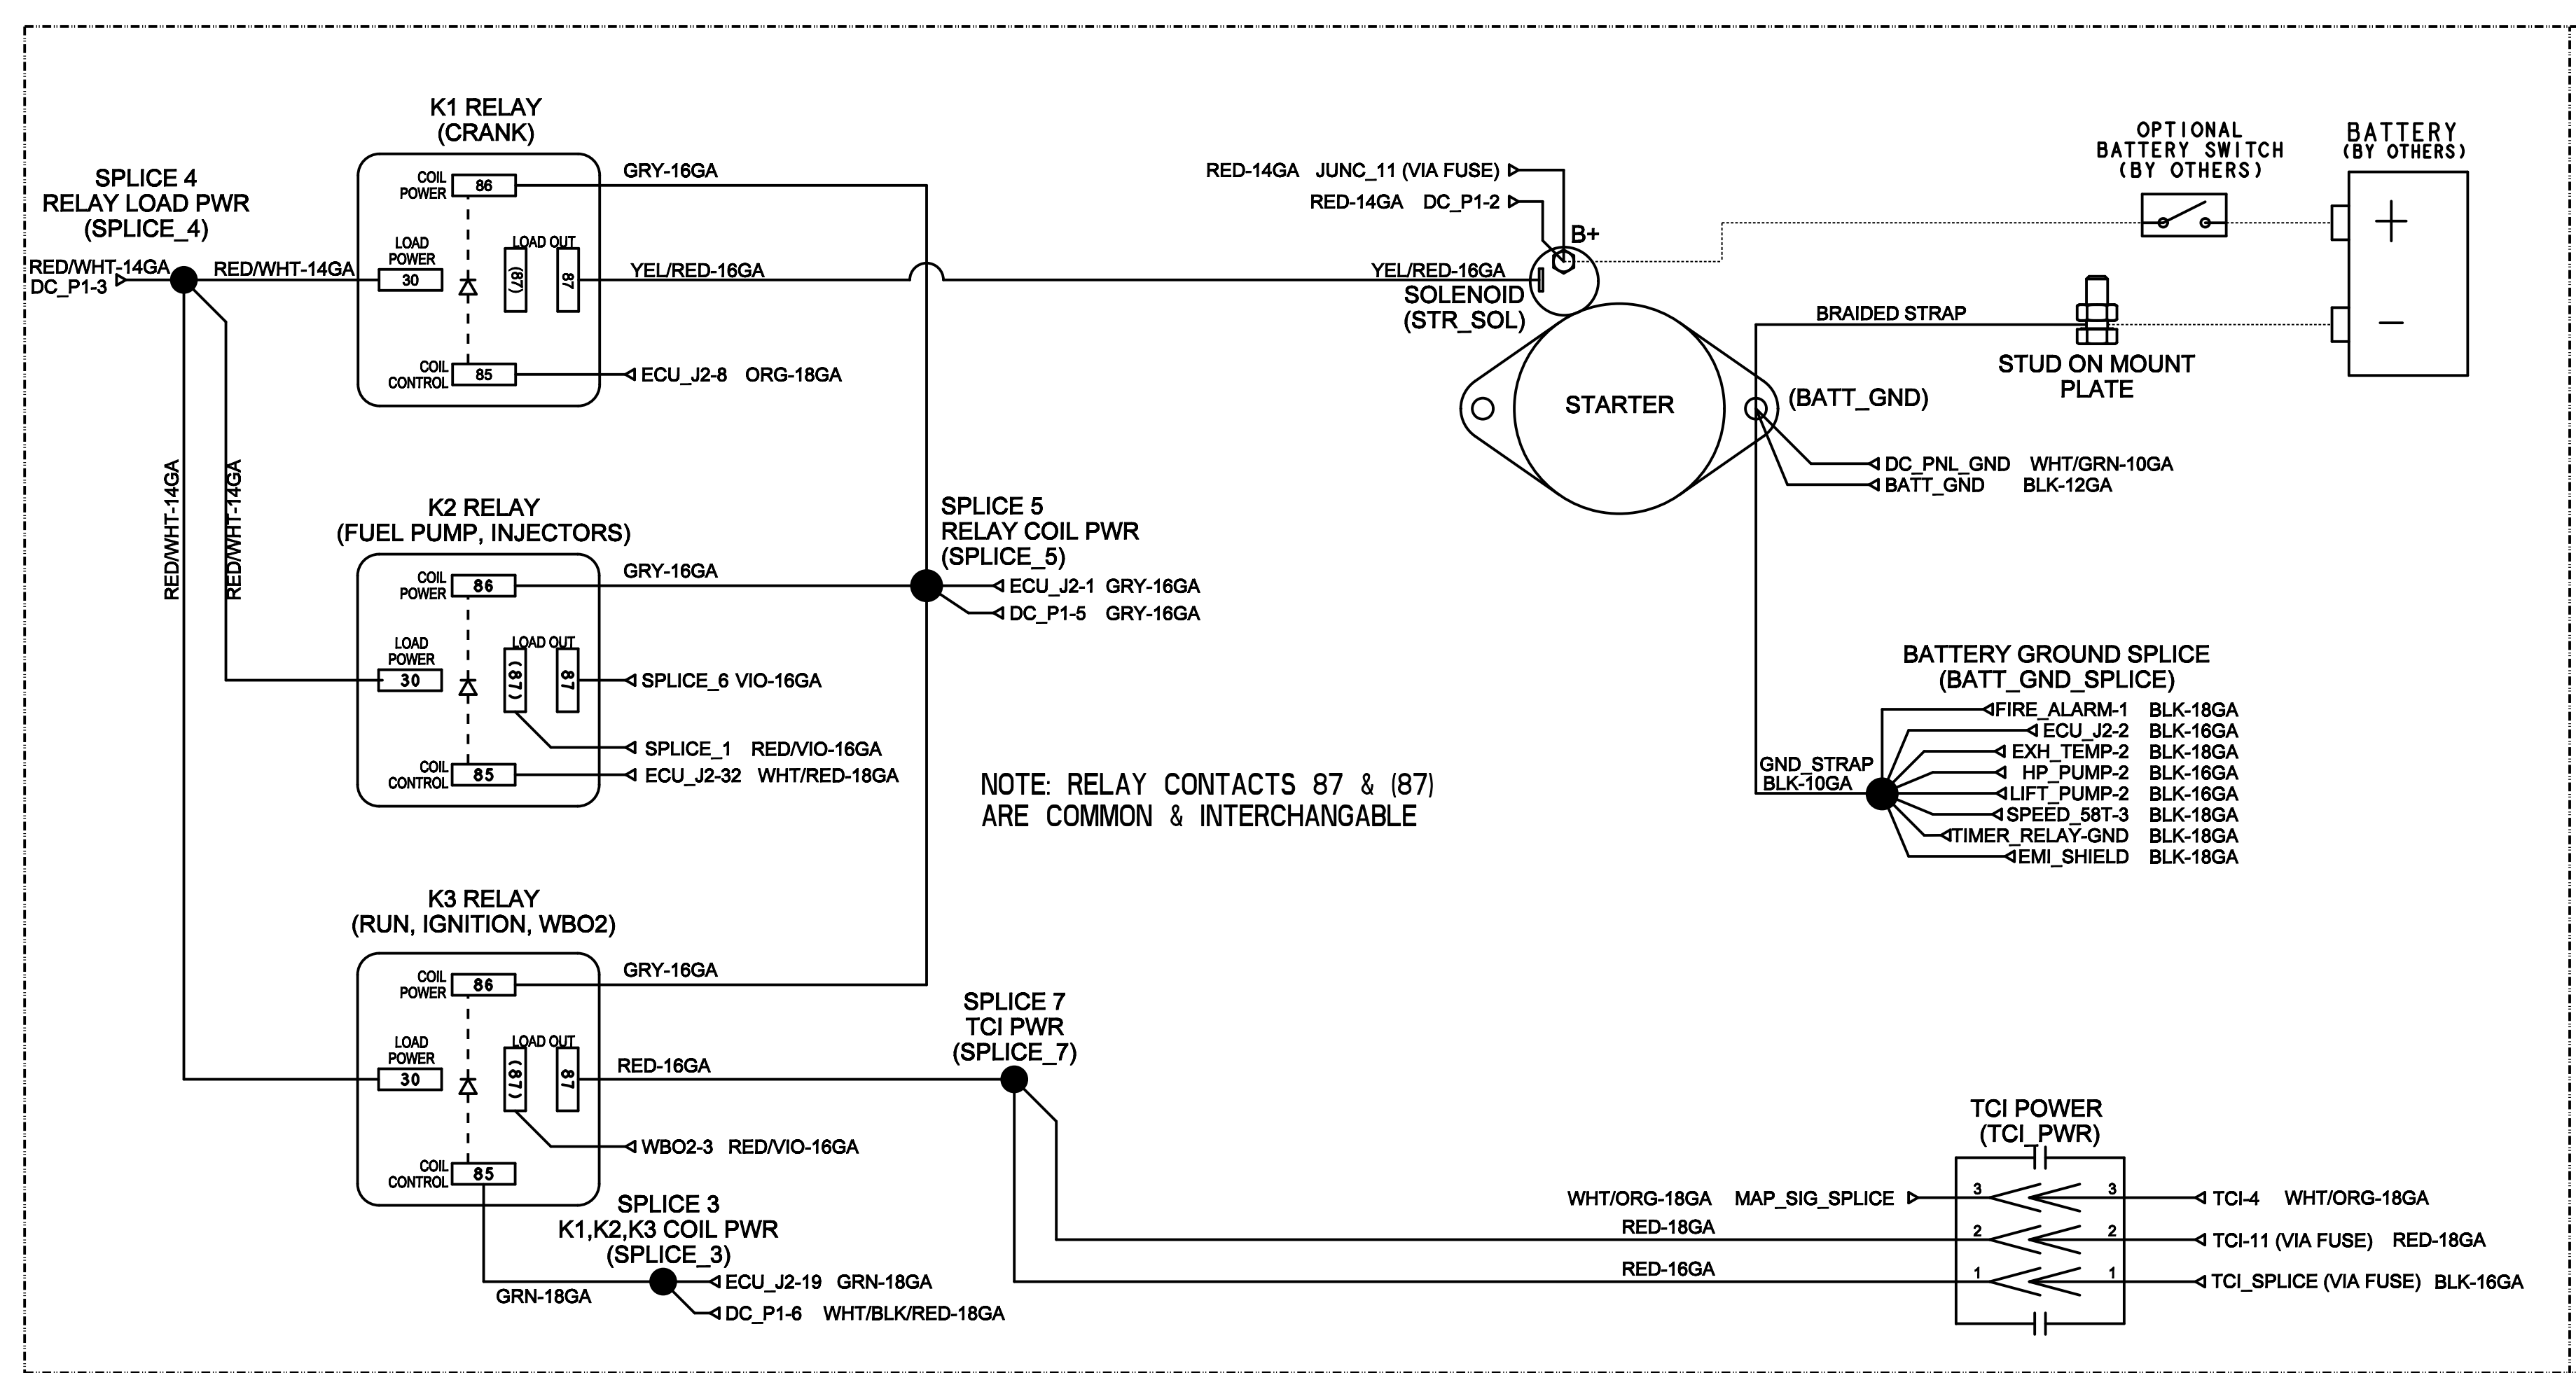 K1 RELAY
(CRANK)
SPLICE 4
RELAY LOAD PWR
(SPLICE_4)
RED/WHT-14GA
DC_P1-3
RED/WHT-14GA
COIL
POWER
86
LOAD
POWER
30
LOAD OUT
(87)
87
COIL
CONTROL
85
GRY-16GA
YEL/RED-16GA
ECU_J2-8 ORG-18GA
RED/WHT-14GA
RED/WHT-14GA
RED-14GA JUNC_11 (VIA FUSE)
RED-14GA DC_P1-2
B+
YEL/RED-16GA
SOLENOID
(STR_SOL)
STARTER
OPTIONAL
BATTERY SWITCH
(BY OTHERS)
BATTERY
(BY OTHERS)
+
−
BRAIDED STRAP
STUD ON MOUNT
PLATE
(BATT_GND)
DC_PNL_GND WHT/GRN-10GA
BATT_GND BLK-12GA
K2 RELAY
(FUEL PUMP, INJECTORS)
COIL
POWER
86
LOAD
POWER
30
LOAD OUT
(87)
87
COIL
CONTROL
85
GRY-16GA
SPLICE_6 VIO-16GA
SPLICE_1 RED/VIO-16GA
ECU_J2-32 WHT/RED-18GA
SPLICE 5
RELAY COIL PWR
(SPLICE_5)
ECU_J2-1 GRY-16GA
DC_P1-5 GRY-16GA
NOTE: RELAY CONTACTS 87 & (87)
ARE COMMON & INTERCHANGABLE
BATTERY GROUND SPLICE
(BATT_GND_SPLICE)
FIRE_ALARM-1 BLK-18GA
ECU_J2-2 BLK-16GA
EXH_TEMP-2 BLK-18GA
HP_PUMP-2 BLK-16GA
LIFT_PUMP-2 BLK-16GA
SPEED_58T-3 BLK-18GA
TIMER_RELAY-GND BLK-18GA
EMI_SHIELD BLK-18GA
GND_STRAP
BLK-10GA
K3 RELAY
(RUN, IGNITION, WBO2)
COIL
POWER
86
LOAD
POWER
30
LOAD OUT
(87)
87
COIL
CONTROL
85
GRY-16GA
RED-16GA
WBO2-3 RED/VIO-16GA
SPLICE 3
K1,K2,K3 COIL PWR
(SPLICE_3)
GRN-18GA
ECU_J2-19 GRN-18GA
DC_P1-6 WHT/BLK/RED-18GA
SPLICE 7
TCI PWR
(SPLICE_7)
TCI POWER
(TCI_PWR)
WHT/ORG-18GA MAP_SIG_SPLICE
3 3
TCI-4 WHT/ORG-18GA
RED-18GA
2 2
TCI-11 (VIA FUSE) RED-18GA
RED-16GA
1 1
TCI_SPLICE (VIA FUSE) BLK-16GA